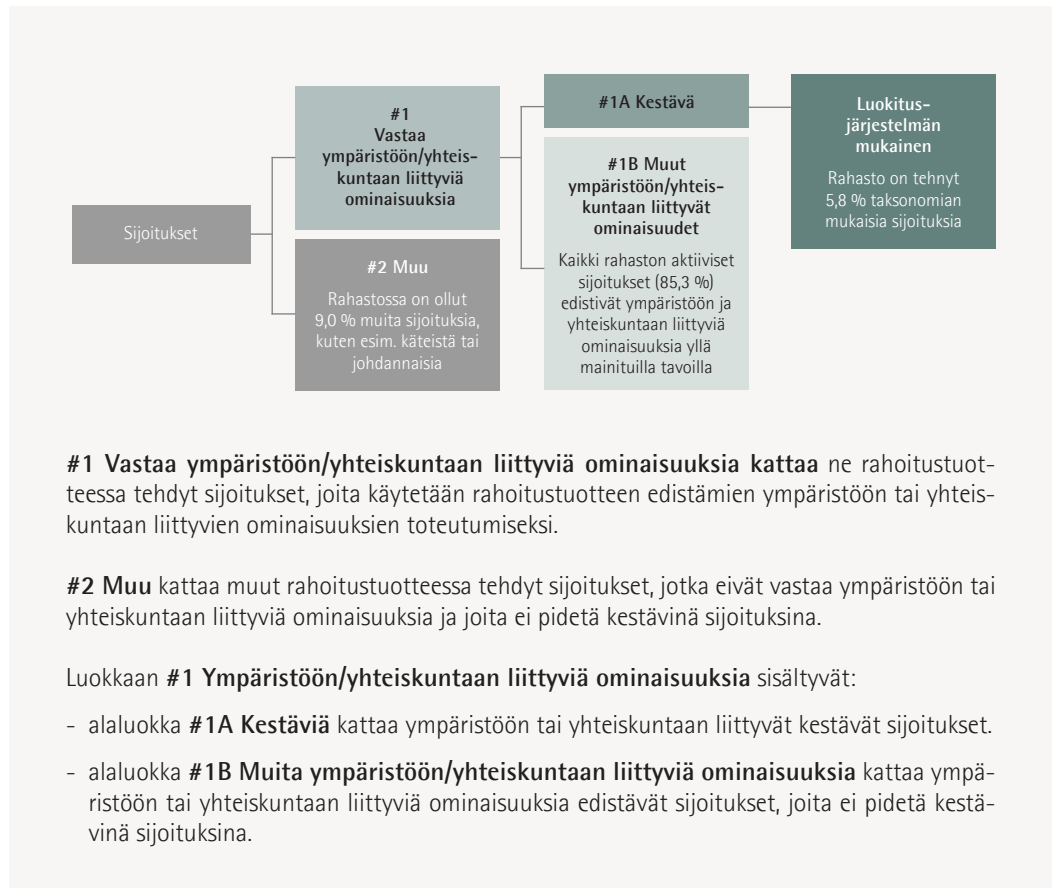 Sijoitukset
#1
Vastaa
ympäristöön/yhteis-
kuntaan liittyviä
ominaisuuksia
#2 Muu
Rahastossa on ollut
9,0 % muita sijoituksia,
kuten esim. käteistä tai
johdannaisia
#1A Kestävä
#1B Muut
ympäristöön/yhteis-
kuntaan liittyvät
ominaisuudet
Kaikki rahaston aktiiviset
sijoitukset (85,3 %)
edistivät ympäristöön ja
yhteiskuntaan liittyviä
ominaisuuksia yllä
mainituilla tavoilla
Luokitus-
järjestelmän
mukainen
Rahasto on tehnyt
5,8 % taksonomian
mukaisia sijoituksia
#1 Vastaa ympäristöön/yhteiskuntaan liittyviä ominaisuuksia kattaa ne rahoitustuot-
teessa tehdyt sijoitukset, joita käytetään rahoitustuotteen edistämien ympäristöön tai yhteis-
kuntaan liittyvien ominaisuuksien toteutumiseksi.
#2 Muu kattaa muut rahoitustuotteessa tehdyt sijoitukset, jotka eivät vastaa ympäristöön tai
yhteiskuntaan liittyviä ominaisuuksia ja joita ei pidetä kestävinä sijoituksina.
Luokkaan #1 Ympäristöön/yhteiskuntaan liittyviä ominaisuuksia sisältyvät:
- alaluokka #1A Kestäviä kattaa ympäristöön tai yhteiskuntaan liittyvät kestävät sijoitukset.
- alaluokka #1B Muita ympäristöön/yhteiskuntaan liittyviä ominaisuuksia kattaa ympä-
ristöön tai yhteiskuntaan liittyviä ominaisuuksia edistävät sijoitukset, joita ei pidetä kestä-
vinä sijoituksina.